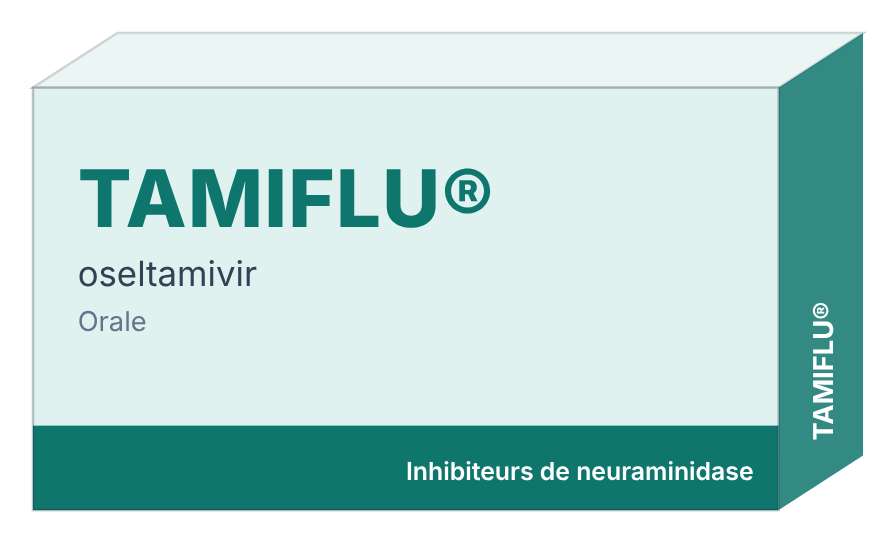 TAMIFLU®
oseltamivir
Orale
Inhibiteurs de neuraminidase
TAMIFLU®